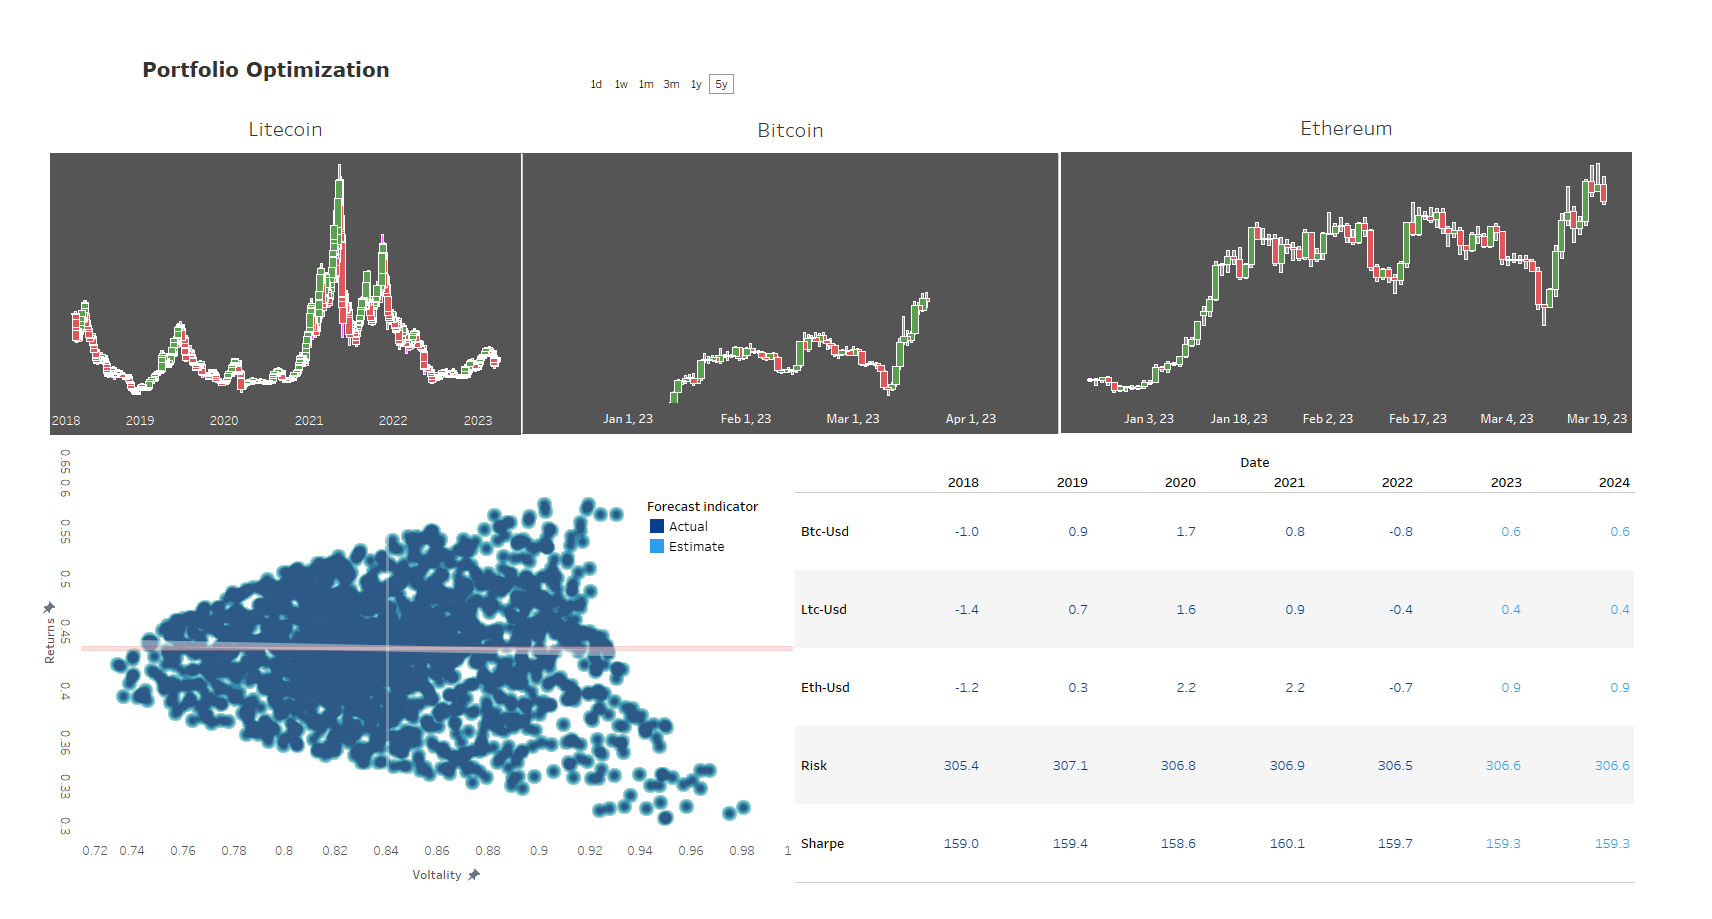 Portfolio Optimization
1d 1w 1m 3m 1y 5y
Litecoin
Bitcoin
Ethereum
2018 2019 2020 2021 2022 2023
Jan 1, 23 Feb 1, 23 Mar 1, 23 Apr 1, 23
Jan 3, 23 Jan 18, 23 Feb 2, 23 Feb 17, 23 Mar 4, 23 Mar 19, 23
Returns
0.65
0.6
0.55
0.5
0.45
0.4
0.36
0.33
0.3
Forecast indicator
Actual
Estimate
0.72 0.74 0.76 0.78 0.8 0.82 0.84 0.86 0.88 0.9 0.92 0.94 0.96 0.98 1
Voltality
Date
2018 2019 2020 2021 2022 2023 2024
Btc-Usd -1.0 0.9 1.7 0.8 -0.8 0.6 0.6
Ltc-Usd -1.4 0.7 1.6 0.9 -0.4 0.4 0.4
Eth-Usd -1.2 0.3 2.2 2.2 -0.7 0.9 0.9
Risk 305.4 307.1 306.8 306.9 306.5 306.6 306.6
Sharpe 159.0 159.4 158.6 160.1 159.7 159.3 159.3